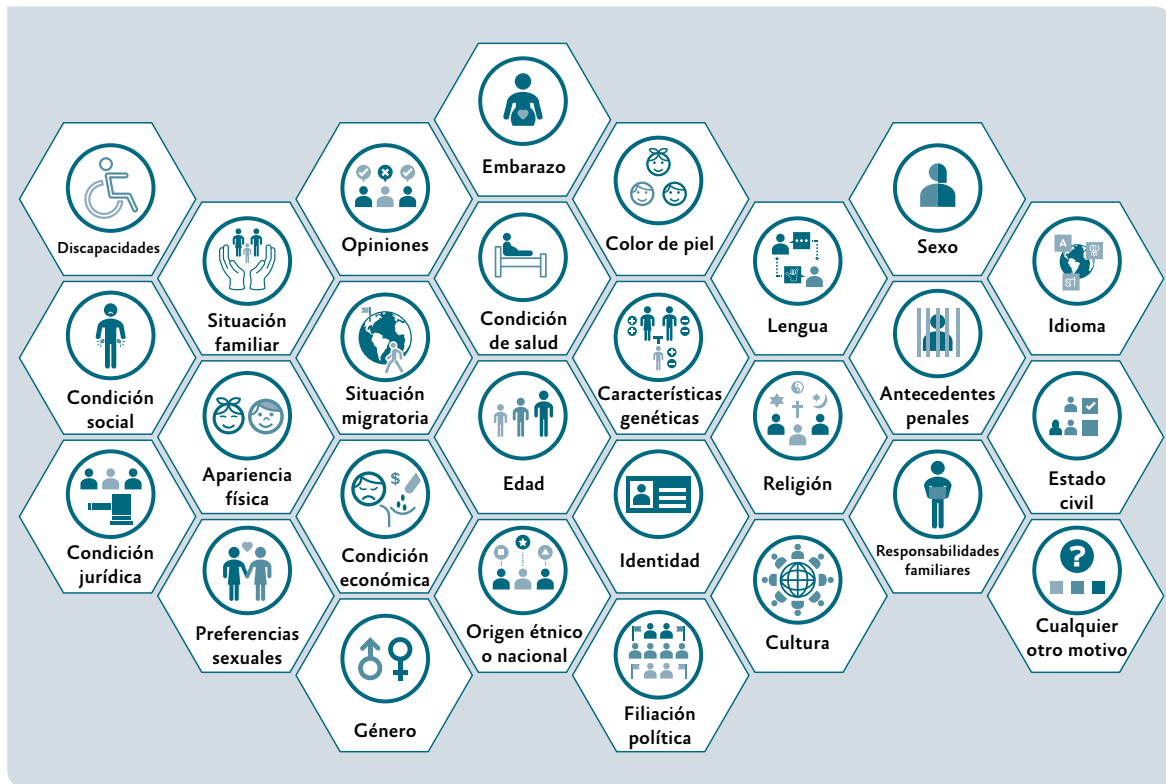 Embarazo
Discapacidades
Opiniones
Color de piel
Sexo
Situación
familiar
Condición
de salud
Lengua
Idioma
Condición
social
Situación
migratoria
Características
genéticas
Antecedentes
penales
Apariencia
física
Edad
Religión
Estado
civil
Condición
jurídica
Condición
económica
Identidad
Responsabilidades
familiares
Preferencias
sexuales
Origen étnico
o nacional
Cultura
Cualquier
otro motivo
Género
Filiación
política
$
A
?